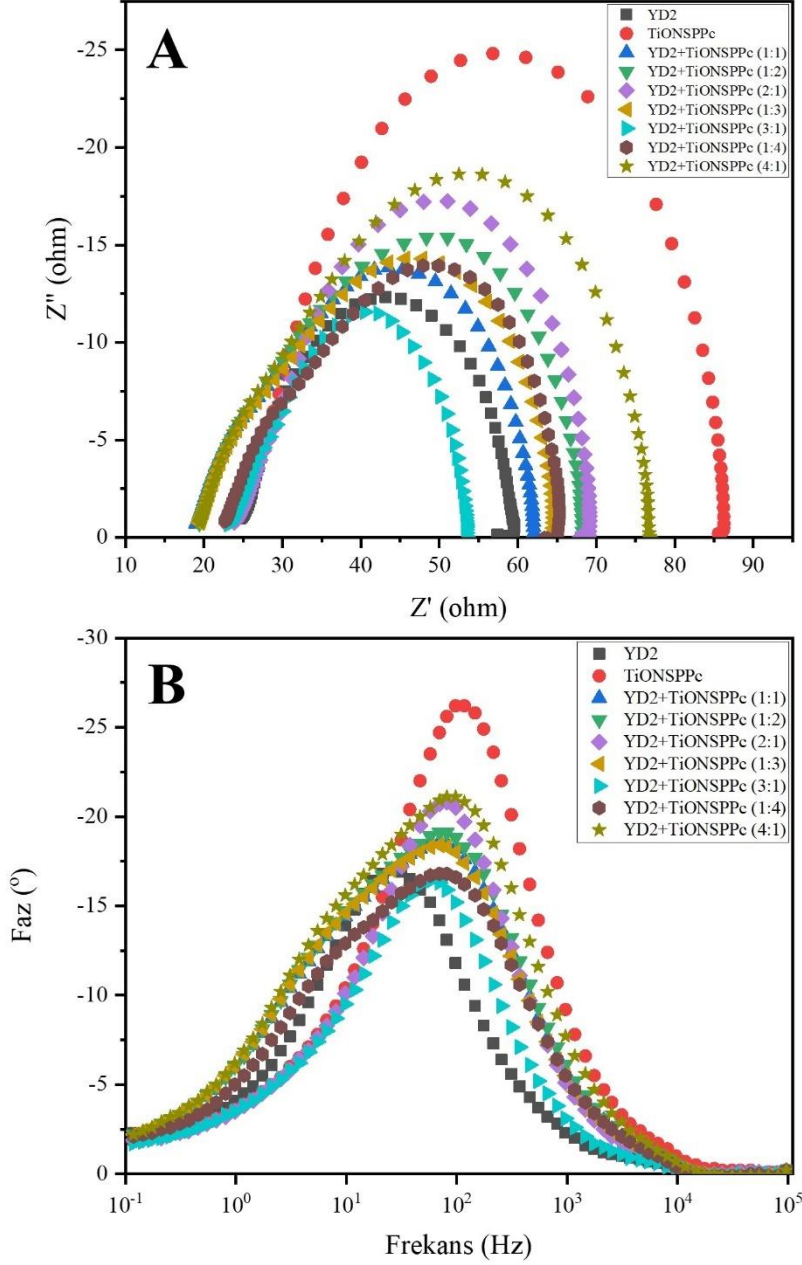 A
YD2
TiONSPPc
YD2+TiONSPPc (1:1)
YD2+TiONSPPc (1:2)
YD2+TiONSPPc (2:1)
YD2+TiONSPPc (1:3)
YD2+TiONSPPc (3:1)
YD2+TiONSPPc (1:4)
YD2+TiONSPPc (4:1)
-25
-20
-15
-10
-5
0
Z'' (ohm)
10 20 30 40 50 60 70 80 90 100
Z' (ohm)
B
YD2
TiONSPPc
YD2+TiONSPPc (1:1)
YD2+TiONSPPc (1:2)
YD2+TiONSPPc (2:1)
YD2+TiONSPPc (1:3)
YD2+TiONSPPc (3:1)
YD2+TiONSPPc (1:4)
YD2+TiONSPPc (4:1)
-30
-25
-20
-15
-10
-5
0
Faz (°)
10⁻¹ 10⁰ 10¹ 10² 10³ 10⁴ 10⁵
Frekans (Hz)